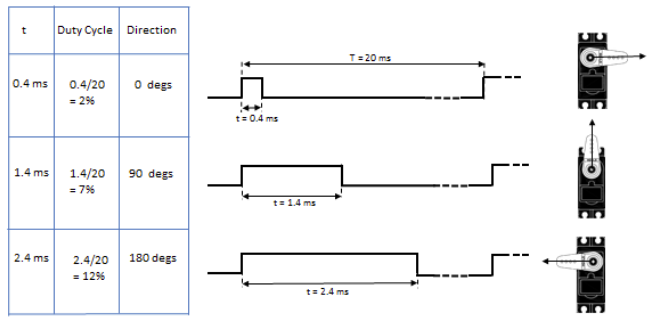 t Duty Cycle Direction
T = 20 ms
0.4 ms 0.4/20 0 degs
= 2%
t = 0.4 ms
1.4 ms 1.4/20 90 degs
= 7%
t = 1.4 ms
2.4 ms 2.4/20 180 degs
= 12%
t = 2.4 ms